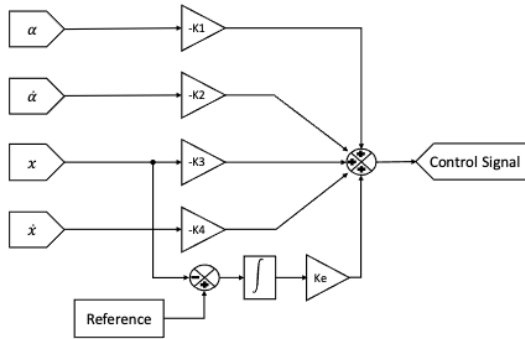 α
-K1
α̇
-K2
x
-K3
Control Signal
ẋ
-K4
∫
Ke
Reference